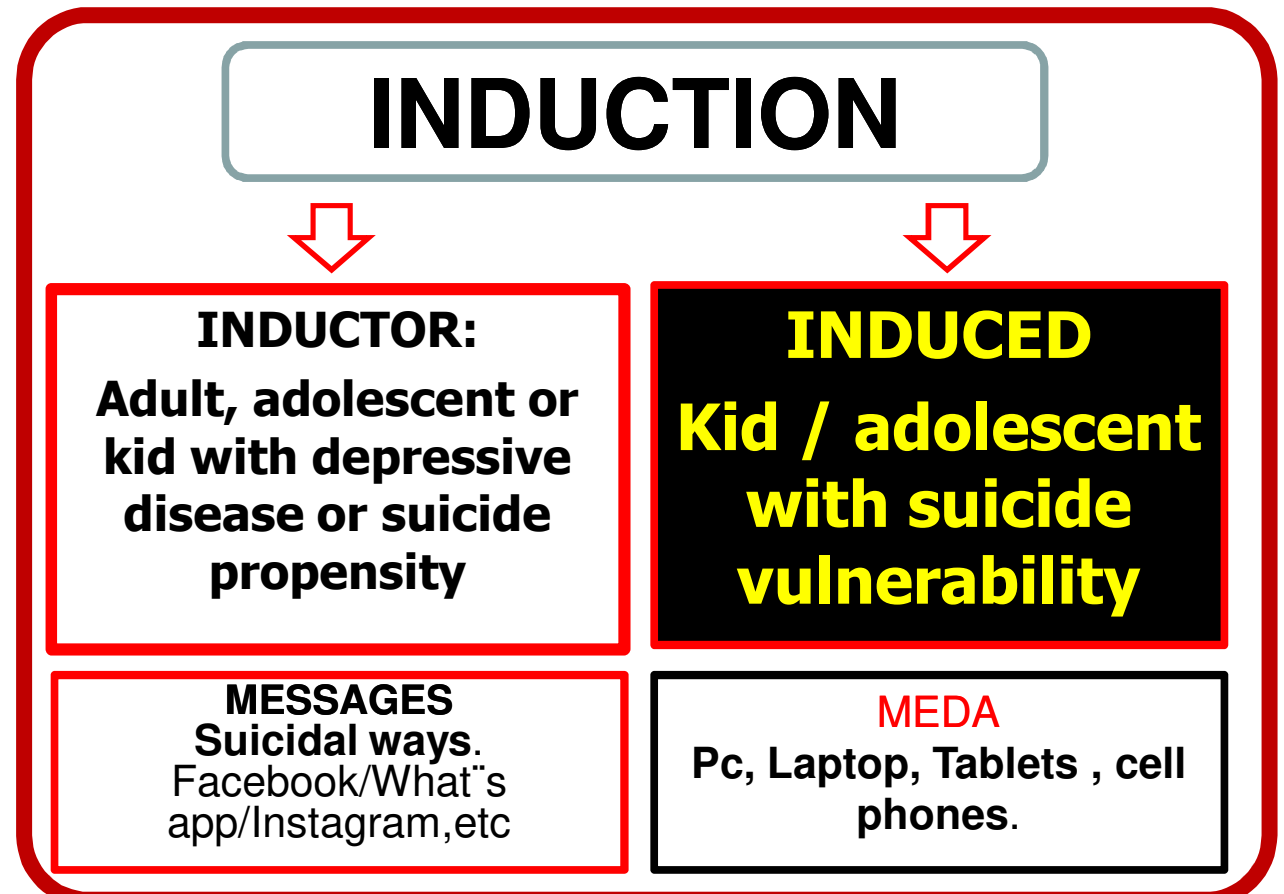 INDUCTION
INDUCTOR:
Adult, adolescent or
kid with depressive
disease or suicide
propensity
INDUCED
Kid / adolescent
with suicide
vulnerability
MESSAGES
Suicidal ways.
Facebook/What¨s
app/Instagram,etc
MEDA
Pc, Laptop, Tablets , cell
phones.